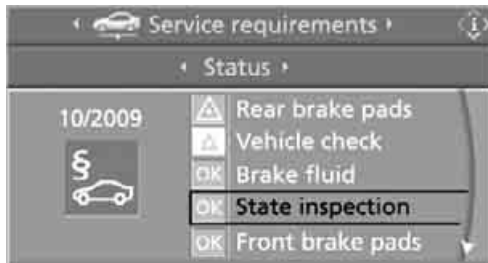 Service requirements
i
Status
10/2009
§
Rear brake pads
Vehicle check
OK Brake fluid
OK State inspection
OK Front brake pads